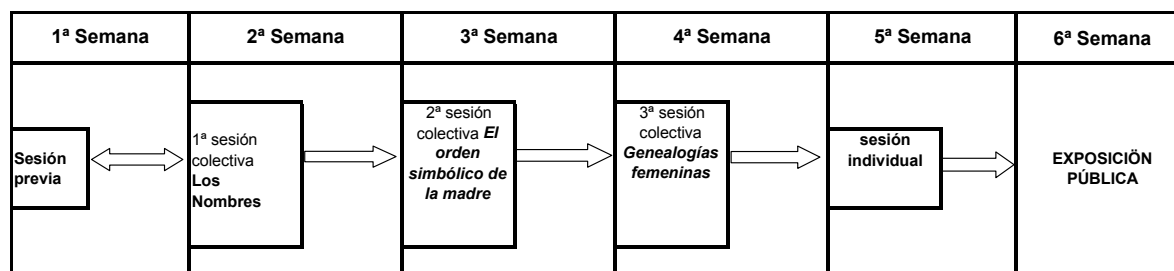 1ª Semana
2ª Semana
3ª Semana
4ª Semana
5ª Semana
6ª Semana
Sesión
previa
1ª sesión
colectiva
Los
Nombres
2ª sesión
colectiva El
orden
simbólico de
la madre
3ª sesión
colectiva
Genealogías
femeninas
sesión
individual
EXPOSICIÖN
PÚBLICA